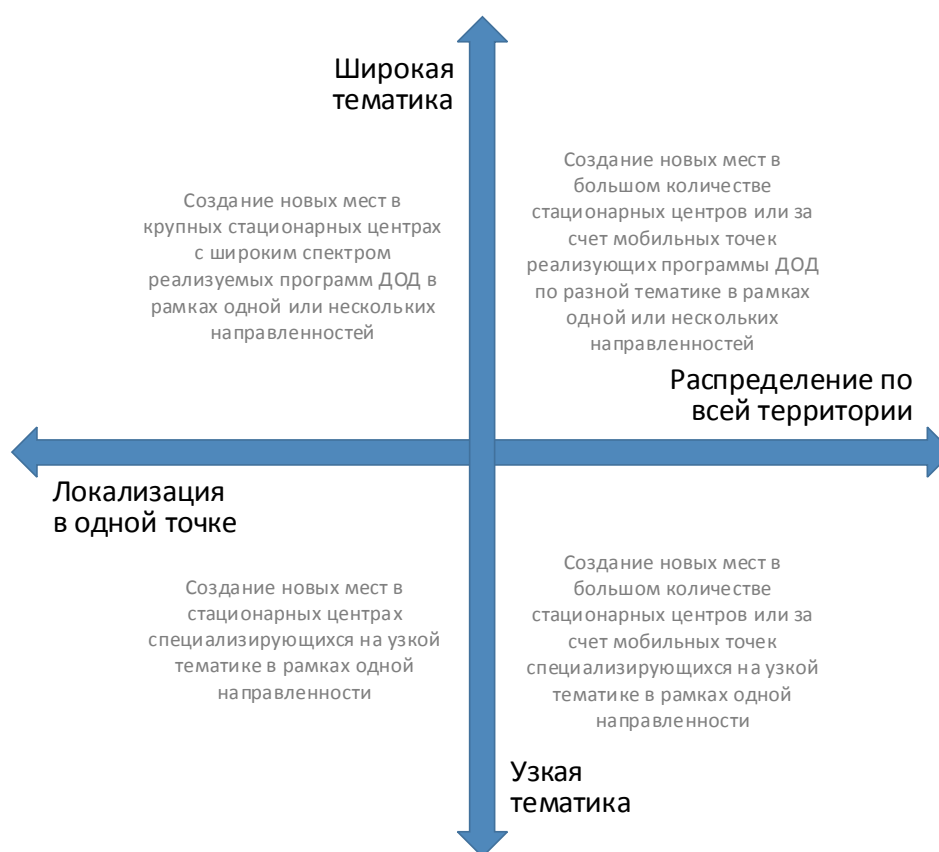 Широкая
тематика
Создание новых мест в
крупных стационарных центрах
с широким спектром
реализуемых программ ДОД в
рамках одной или нескольких
направленностей
Создание новых мест в
большом количестве
стационарных центров или за
счет мобильных точек
реализующих программы ДОД
по разной тематике в рамках
одной или нескольких
направленностей
Распределение по
всей территории
Локализация
в одной точке
Создание новых мест в
стационарных центрах
специализирующихся на узкой
тематике в рамках одной
направленности
Создание новых мест в
большом количестве
стационарных центров или за
счет мобильных точек
специализирующихся на узкой
тематике в рамках одной
направленности
Узкая
тематика